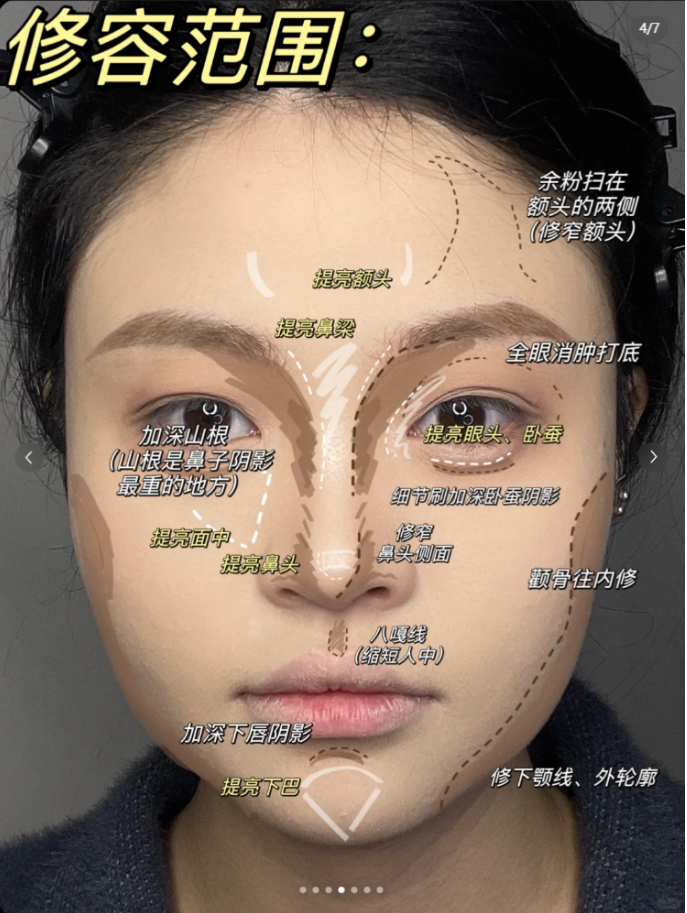 修容范围：
4/7
余粉扫在
额头的两侧
（修窄额头）
提亮额头
提亮鼻梁
全眼消肿打底
加深山根
（山根是鼻子阴影
最重的地方）
提亮眼头、卧蚕
细节刷加深卧蚕阴影
提亮面中
修窄
鼻头侧面
提亮鼻头
颧骨往内修
八嘎线
（缩短人中）
加深下唇阴影
修下颚线、外轮廓
提亮下巴